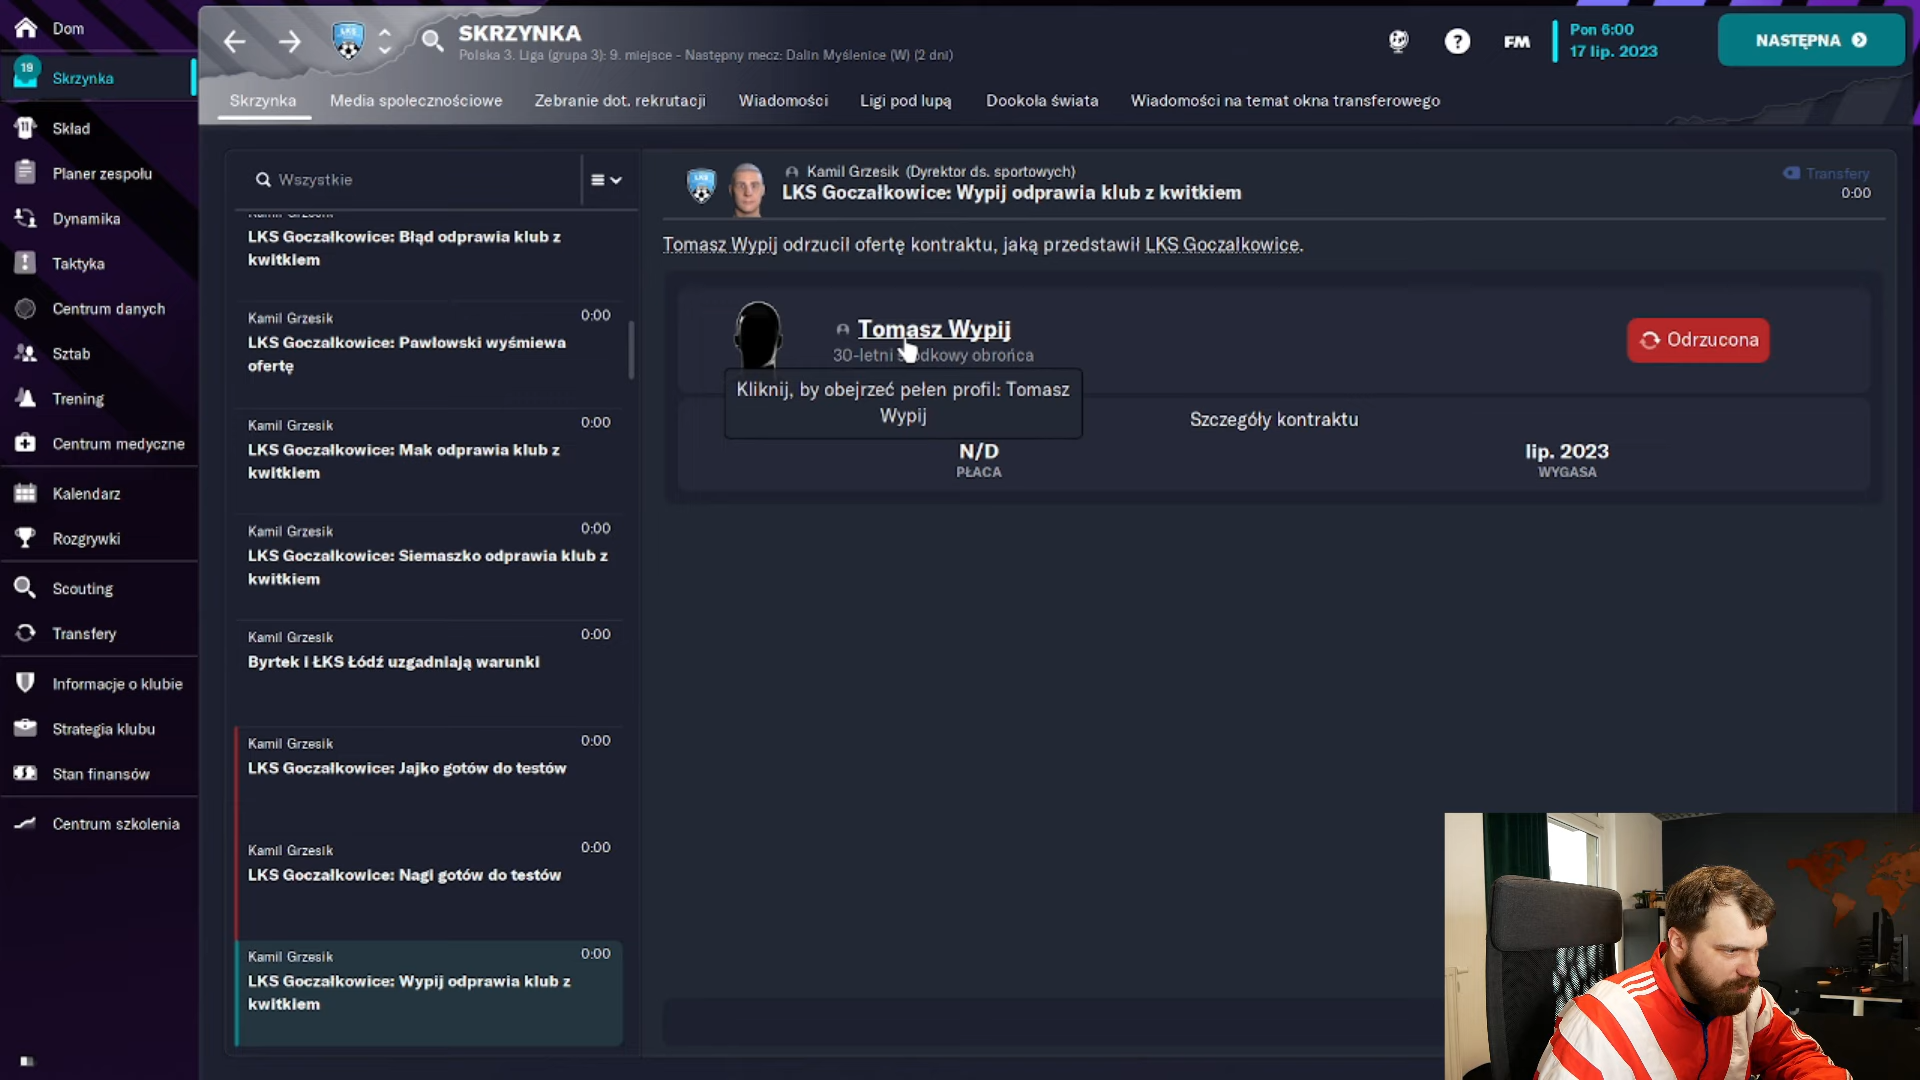 Dom
19
Skrzynka
Skład
Planer zespołu
Dynamika
Taktyka
Centrum danych
Sztab
Trening
Centrum medyczne
Kalendarz
Rozgrywki
Scouting
Transfery
Informacje o klubie
Strategia klubu
Stan finansów
Centrum szkolenia
LKS
SKRZYNKA
Polska 3. Liga (grupa 3): 9. miejsce - Następny mecz: Dalin Myślenice (W) (2 dni)
?
FM
Pon 6:00
17 lip. 2023
NASTĘPNA
Skrzynka
Media społecznościowe
Zebranie dot. rekrutacji
Wiadomości
Ligi pod lupą
Dookoła świata
Wiadomości na temat okna transferowego
Wszystkie
Kamil Grzesik
LKS Goczałkowice: Błąd odprawia klub z
kwitkiem
Kamil Grzesik 0:00
LKS Goczałkowice: Pawłowski wyśmiewa
ofertę
Kamil Grzesik 0:00
LKS Goczałkowice: Mak odprawia klub z
kwitkiem
Kamil Grzesik 0:00
LKS Goczałkowice: Siemaszko odprawia klub z
kwitkiem
Kamil Grzesik 0:00
Byrtek i ŁKS Łódź uzgadniają warunki
Kamil Grzesik 0:00
LKS Goczałkowice: Jajko gotów do testów
Kamil Grzesik 0:00
LKS Goczałkowice: Nagi gotów do testów
Kamil Grzesik 0:00
LKS Goczałkowice: Wypij odprawia klub z
kwitkiem
LKS
Kamil Grzesik (Dyrektor ds. sportowych)
LKS Goczałkowice: Wypij odprawia klub z kwitkiem
Transfery
0:00
Tomasz Wypij odrzucił ofertę kontraktu, jaką przedstawił LKS Goczałkowice.
Tomasz Wypij
30-letni środkowy obrońca
Odrzucona
Kliknij, by obejrzeć pełen profil: Tomasz
Wypij
Szczegóły kontraktu
N/D
PŁACA
lip. 2023
WYGASA